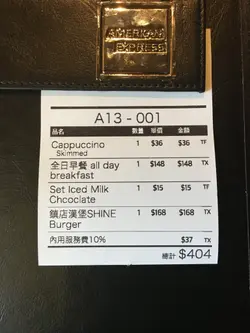 AMERICAN
EXPRESS
A13 - 001
品名 數量 單價 金額
Cappuccino 1 $36 $36 TF
Skimmed
全日早餐 all day 1 $148 $148 TX
breakfast
Set Iced Milk 1 $15 $15 TF
Chcoclate
鎮店漢堡SHINE 1 $168 $168 TX
Burger
內用服務費10% $37 TX
總計 $404